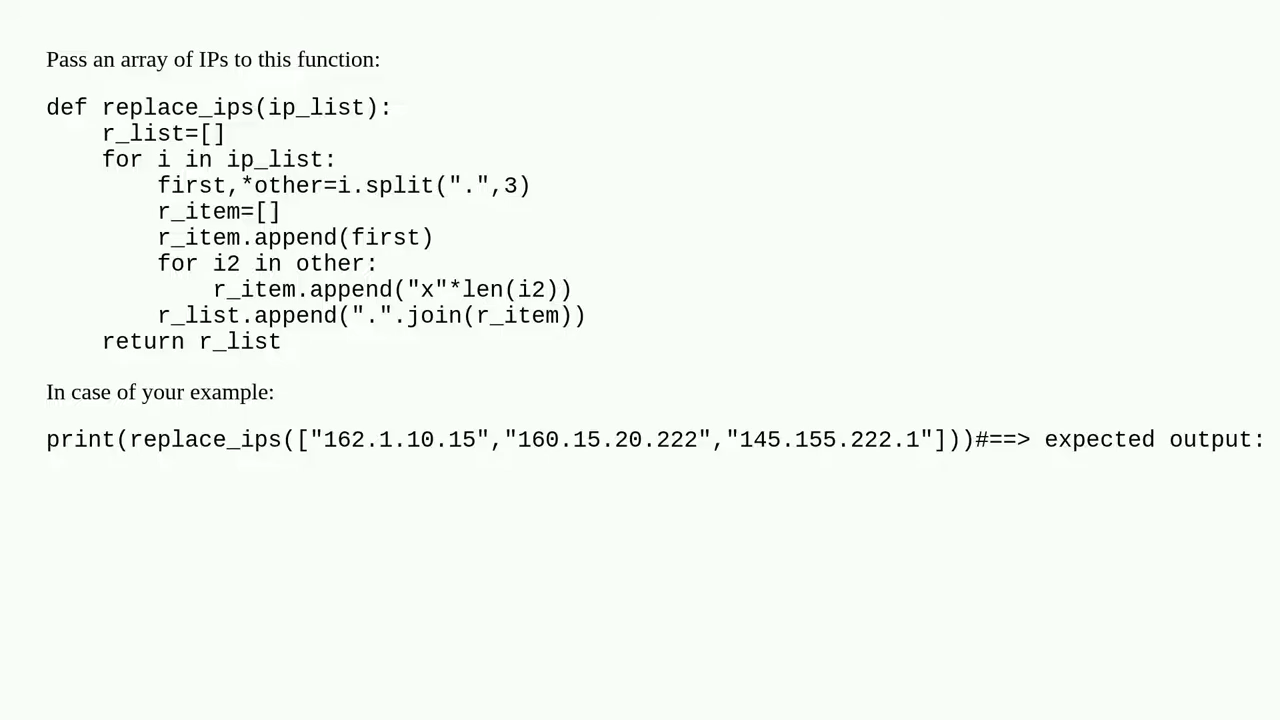 Pass an array of IPs to this function:
def replace_ips(ip_list):
    r_list=[]
    for i in ip_list:
        first,*other=i.split(".",3)
        r_item=[]
        r_item.append(first)
        for i2 in other:
            r_item.append("x"*len(i2))
        r_list.append(".".join(r_item))
    return r_list
In case of your example:
print(replace_ips(["162.1.10.15","160.15.20.222","145.155.222.1"]))#==> expected output: